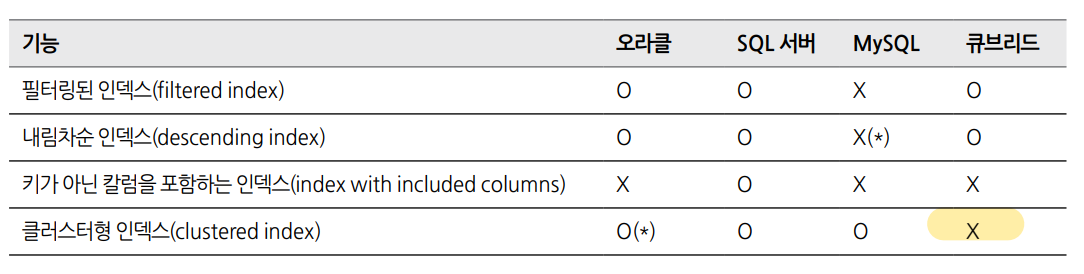 기능 오라클 SQL 서버 MySQL 큐브리드
필터링된 인덱스(filtered index) O O X O
내림차순 인덱스(descending index) O O X(*) O
키가 아닌 칼럼을 포함하는 인덱스(index with included columns) X O X X
클러스터형 인덱스(clustered index) O(*) O O X